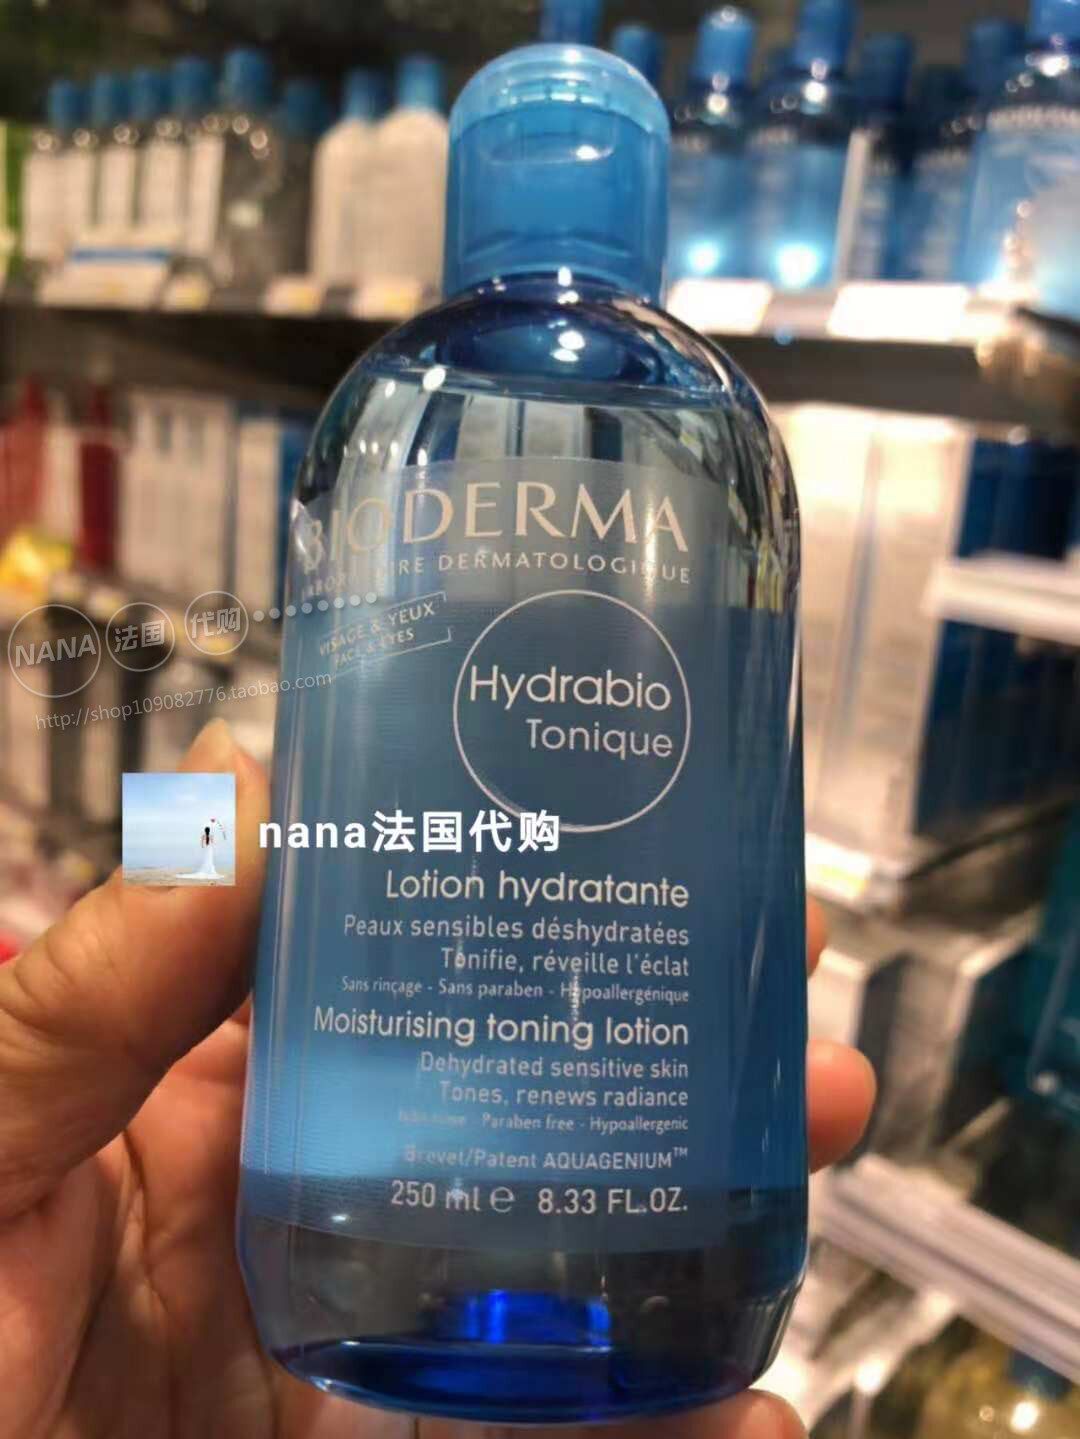 BIODERMA
LABORATOIRE DERMATOLOGIQUE
VISAGE & YEUX
FACE & EYES
NANA 法国 代购
http://shop109082776.taobao.com
Hydrabio
Tonique
nana法国代购
Lotion hydratante
Peaux sensibles déshydratées
Tonifie, réveille l'éclat
Sans rinçage - Sans paraben - Hypoallergénique
Moisturising toning lotion
Dehydrated sensitive skin
Tones, renews radiance
Paraben free - Hypoallergenic
Brevet/Patent AQUAGENIUM™
250 ml ℮ 8.33 FL.OZ.